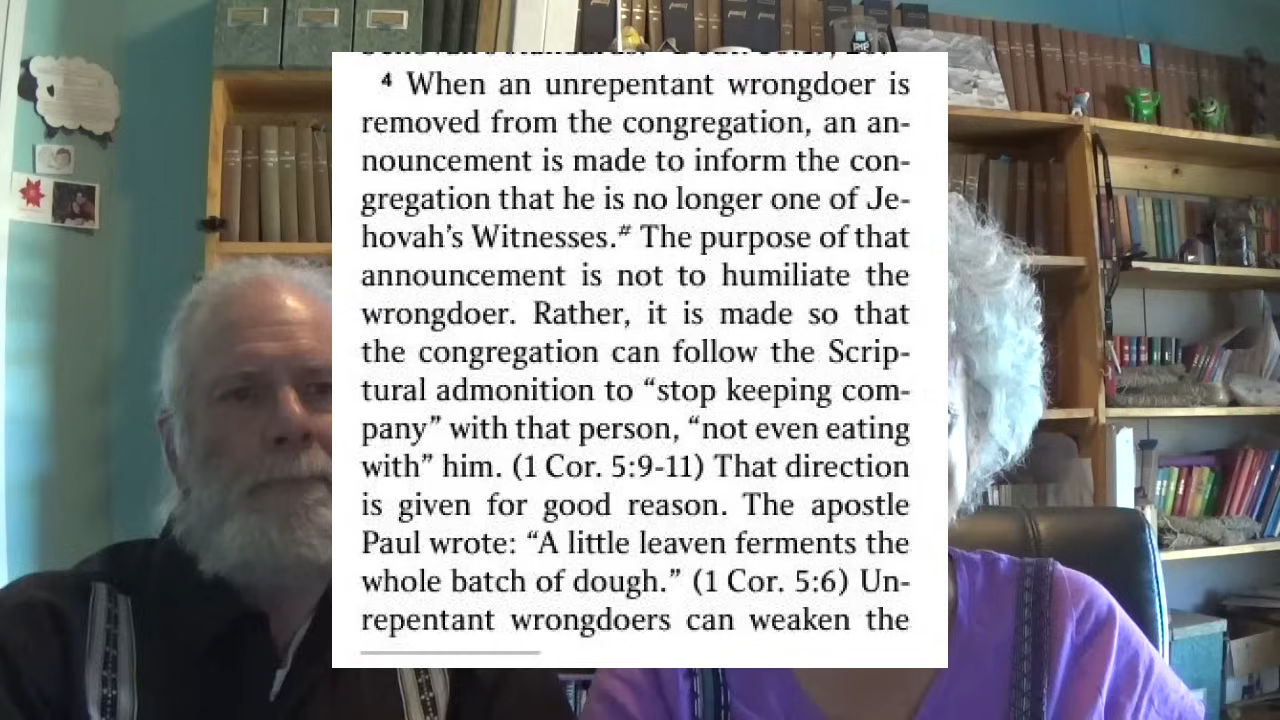 4 When an unrepentant wrongdoer is
removed from the congregation, an an-
nouncement is made to inform the con-
gregation that he is no longer one of Je-
hovah’s Witnesses.# The purpose of that
announcement is not to humiliate the
wrongdoer. Rather, it is made so that
the congregation can follow the Scrip-
tural admonition to “stop keeping com-
pany” with that person, “not even eating
with” him. (1 Cor. 5:9-11) That direction
is given for good reason. The apostle
Paul wrote: “A little leaven ferments the
whole batch of dough.” (1 Cor. 5:6) Un-
repentant wrongdoers can weaken the